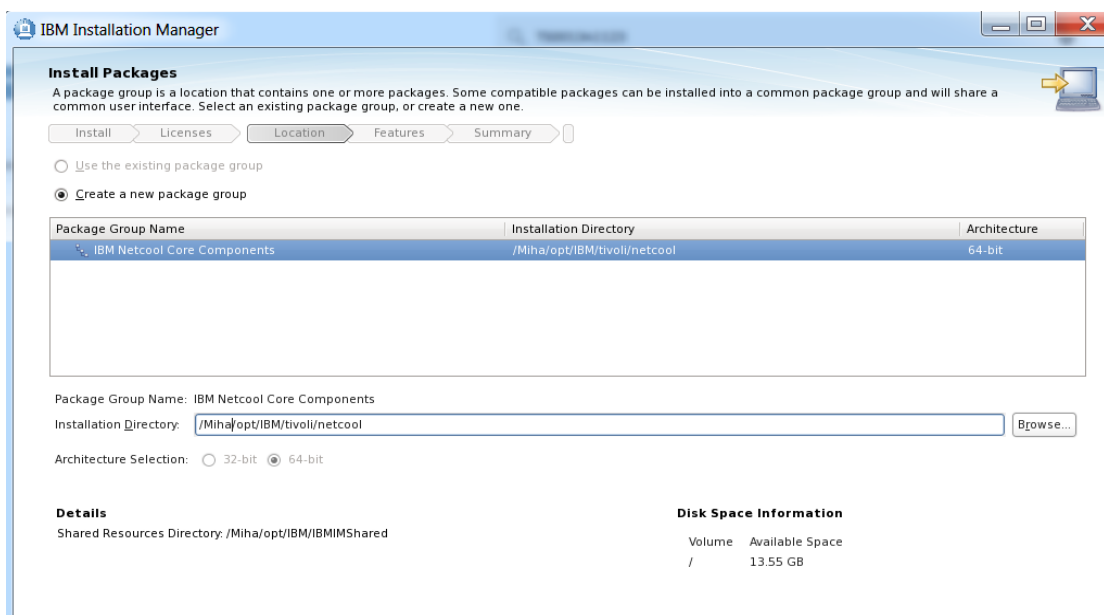 IBM Installation Manager
Install Packages
A package group is a location that contains one or more packages. Some compatible packages can be installed into a common package group and will share a
common user interface. Select an existing package group, or create a new one.
Install Licenses Location Features Summary
Use the existing package group
Create a new package group
Package Group Name Installation Directory Architecture
IBM Netcool Core Components /Miha/opt/IBM/tivoli/netcool 64-bit
Package Group Name: IBM Netcool Core Components
Installation Directory: /Miha/opt/IBM/tivoli/netcool Browse...
Architecture Selection: 32-bit 64-bit
Details Disk Space Information
Shared Resources Directory: /Miha/opt/IBM/IBMIMShared
Volume Available Space
/ 13.55 GB